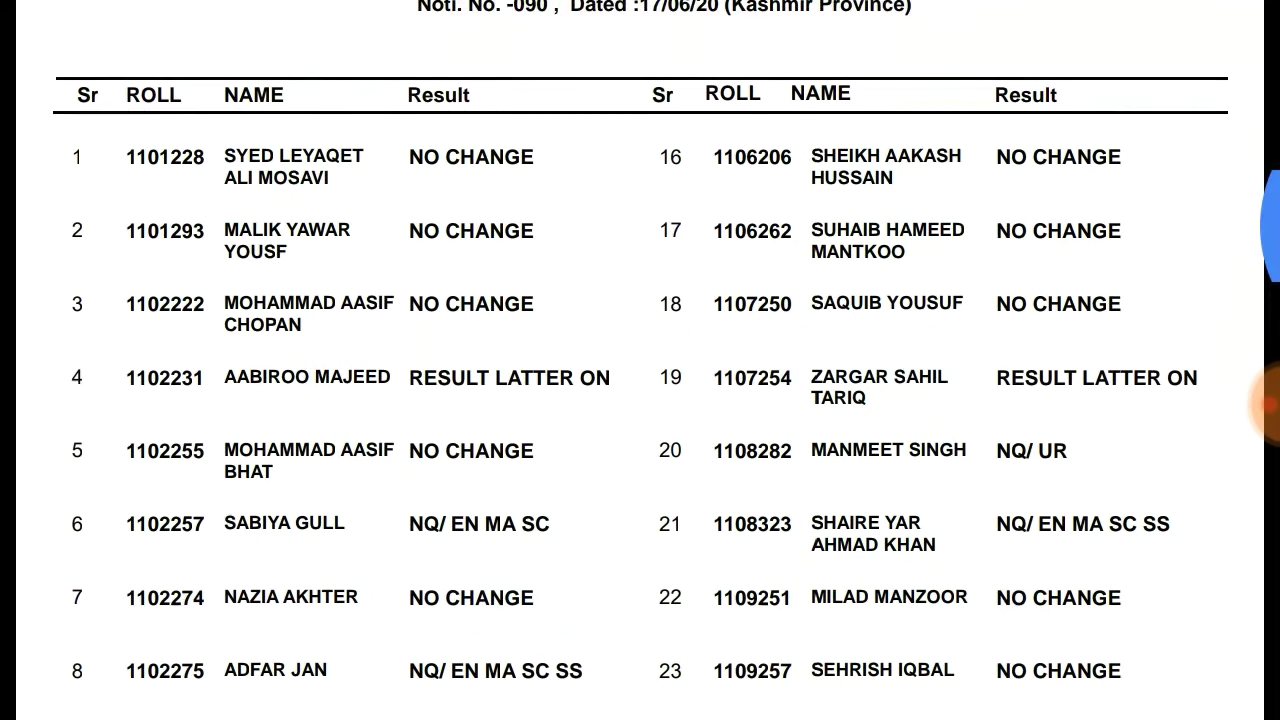 Noti. No. -090 , Dated :17/06/20 (Kashmir Province)
Sr ROLL NAME Result Sr ROLL NAME Result
1 1101228 SYED LEYAQET NO CHANGE 16 1106206 SHEIKH AAKASH NO CHANGE
ALI MOSAVI HUSSAIN
2 1101293 MALIK YAWAR NO CHANGE 17 1106262 SUHAIB HAMEED NO CHANGE
YOUSF MANTKOO
3 1102222 MOHAMMAD AASIF NO CHANGE 18 1107250 SAQUIB YOUSUF NO CHANGE
CHOPAN
4 1102231 AABIROO MAJEED RESULT LATTER ON 19 1107254 ZARGAR SAHIL RESULT LATTER ON
TARIQ
5 1102255 MOHAMMAD AASIF NO CHANGE 20 1108282 MANMEET SINGH NQ/ UR
BHAT
6 1102257 SABIYA GULL NQ/ EN MA SC 21 1108323 SHAIRE YAR NQ/ EN MA SC SS
AHMAD KHAN
7 1102274 NAZIA AKHTER NO CHANGE 22 1109251 MILAD MANZOOR NO CHANGE
8 1102275 ADFAR JAN NQ/ EN MA SC SS 23 1109257 SEHRISH IQBAL NO CHANGE